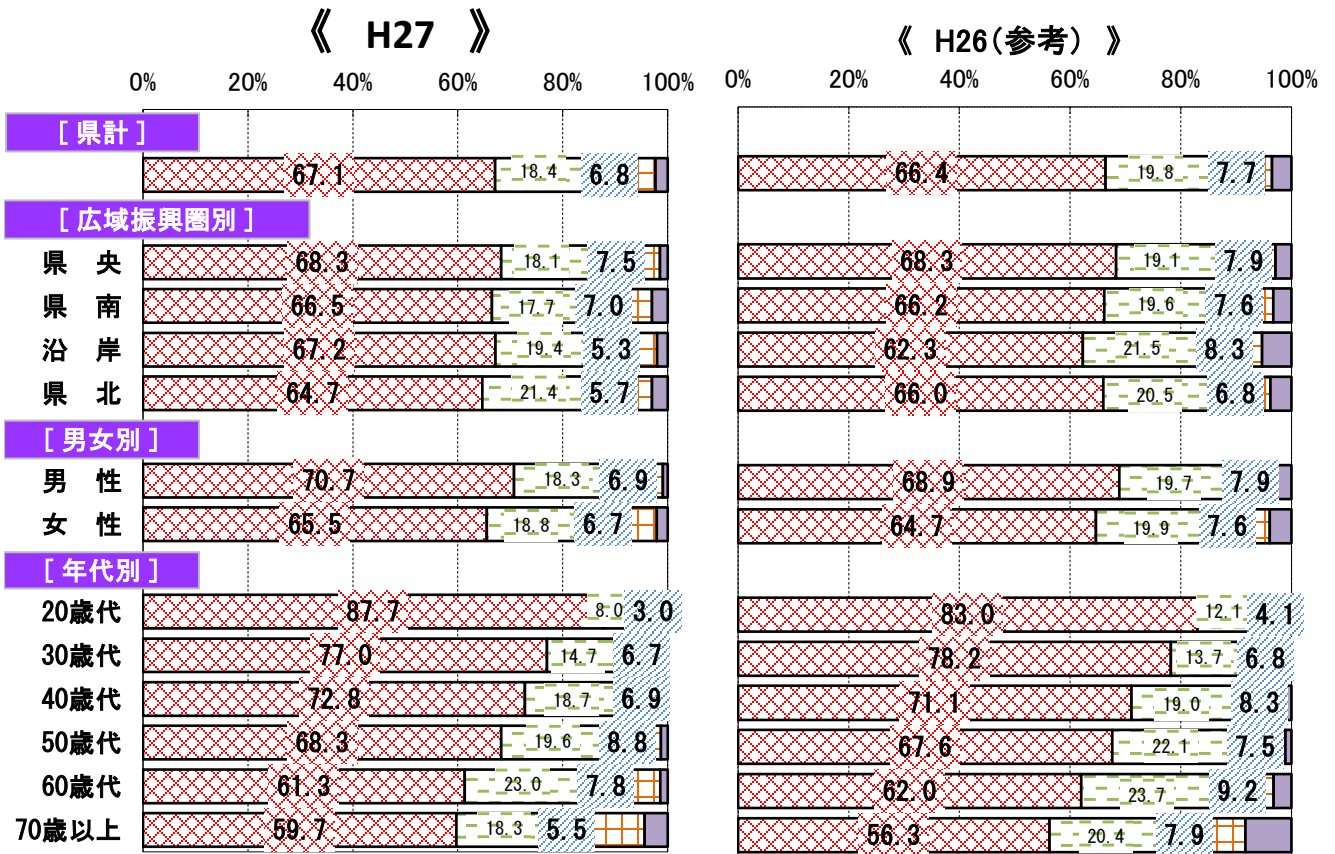 《 H27 》 《 H26(参考) 》
0% 20% 40% 60% 80% 100% 0% 20% 40% 60% 80% 100%
[ 県計 ]
67.1 18.4 6.8 66.4 19.8 7.7
[ 広域振興圏別 ]
県 央 68.3 18.1 7.5 68.3 19.1 7.9
県 南 66.5 17.7 7.0 66.2 19.6 7.6
沿 岸 67.2 19.4 5.3 62.3 21.5 8.3
県 北 64.7 21.4 5.7 66.0 20.5 6.8
[ 男女別 ]
男 性 70.7 18.3 6.9 68.9 19.7 7.9
女 性 65.5 18.8 6.7 64.7 19.9 7.6
[ 年代別 ]
20歳代 87.7 8.0 3.0 83.0 12.1 4.1
30歳代 77.0 14.7 6.7 78.2 13.7 6.8
40歳代 72.8 18.7 6.9 71.1 19.0 8.3
50歳代 68.3 19.6 8.8 67.6 22.1 7.5
60歳代 61.3 23.0 7.8 62.0 23.7 9.2
70歳以上 59.7 18.3 5.5 56.3 20.4 7.9